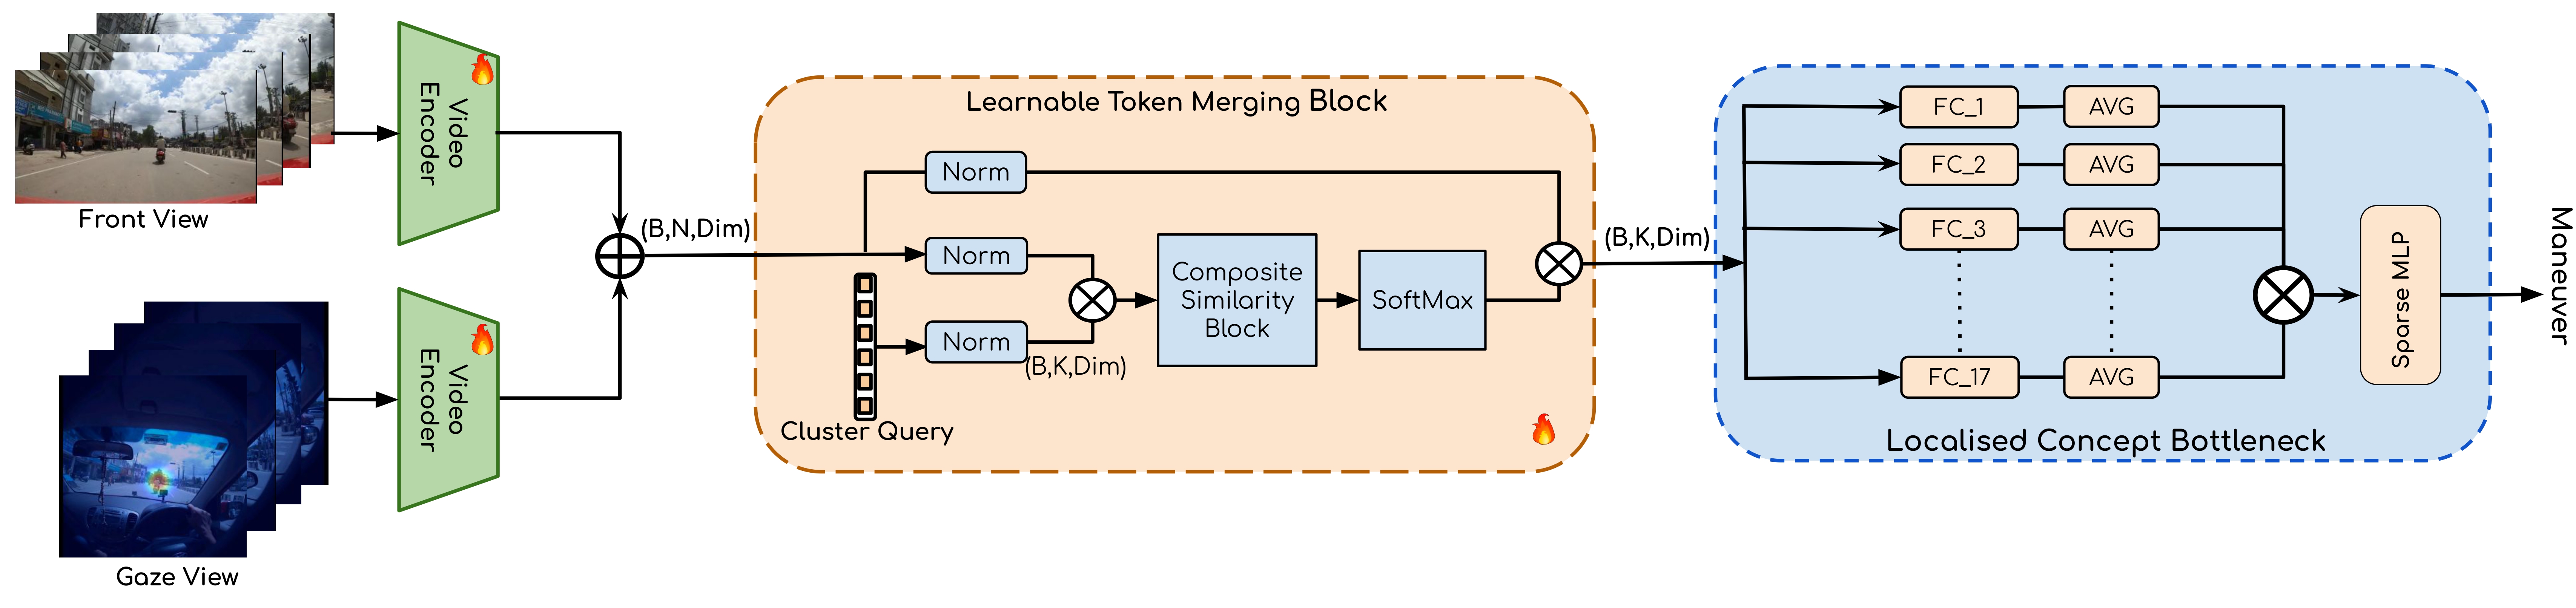 Front View
Video
Encoder
Gaze View
Video
Encoder
(B,N,Dim)
Learnable Token Merging Block
Norm
Norm
Norm
(B,K,Dim)
Cluster Query
Composite
Similarity
Block
SoftMax
(B,K,Dim)
FC_1
AVG
FC_2
AVG
FC_3
AVG
FC_17
AVG
Sparse MLP
Localised Concept Bottleneck
Maneuver